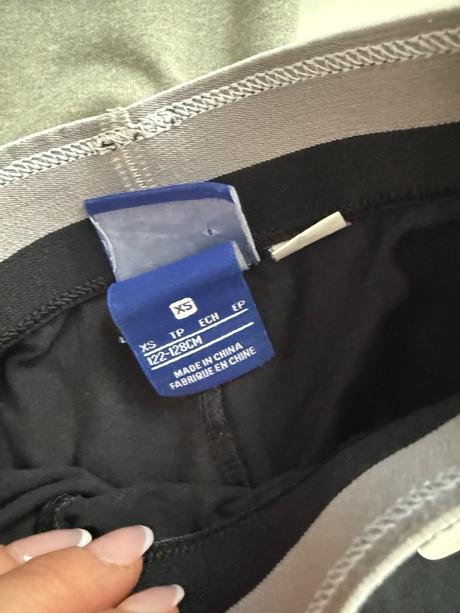 XS
XS TP ECH EP
122-128CM
MADE IN CHINA
FABRIQUE EN CHINE